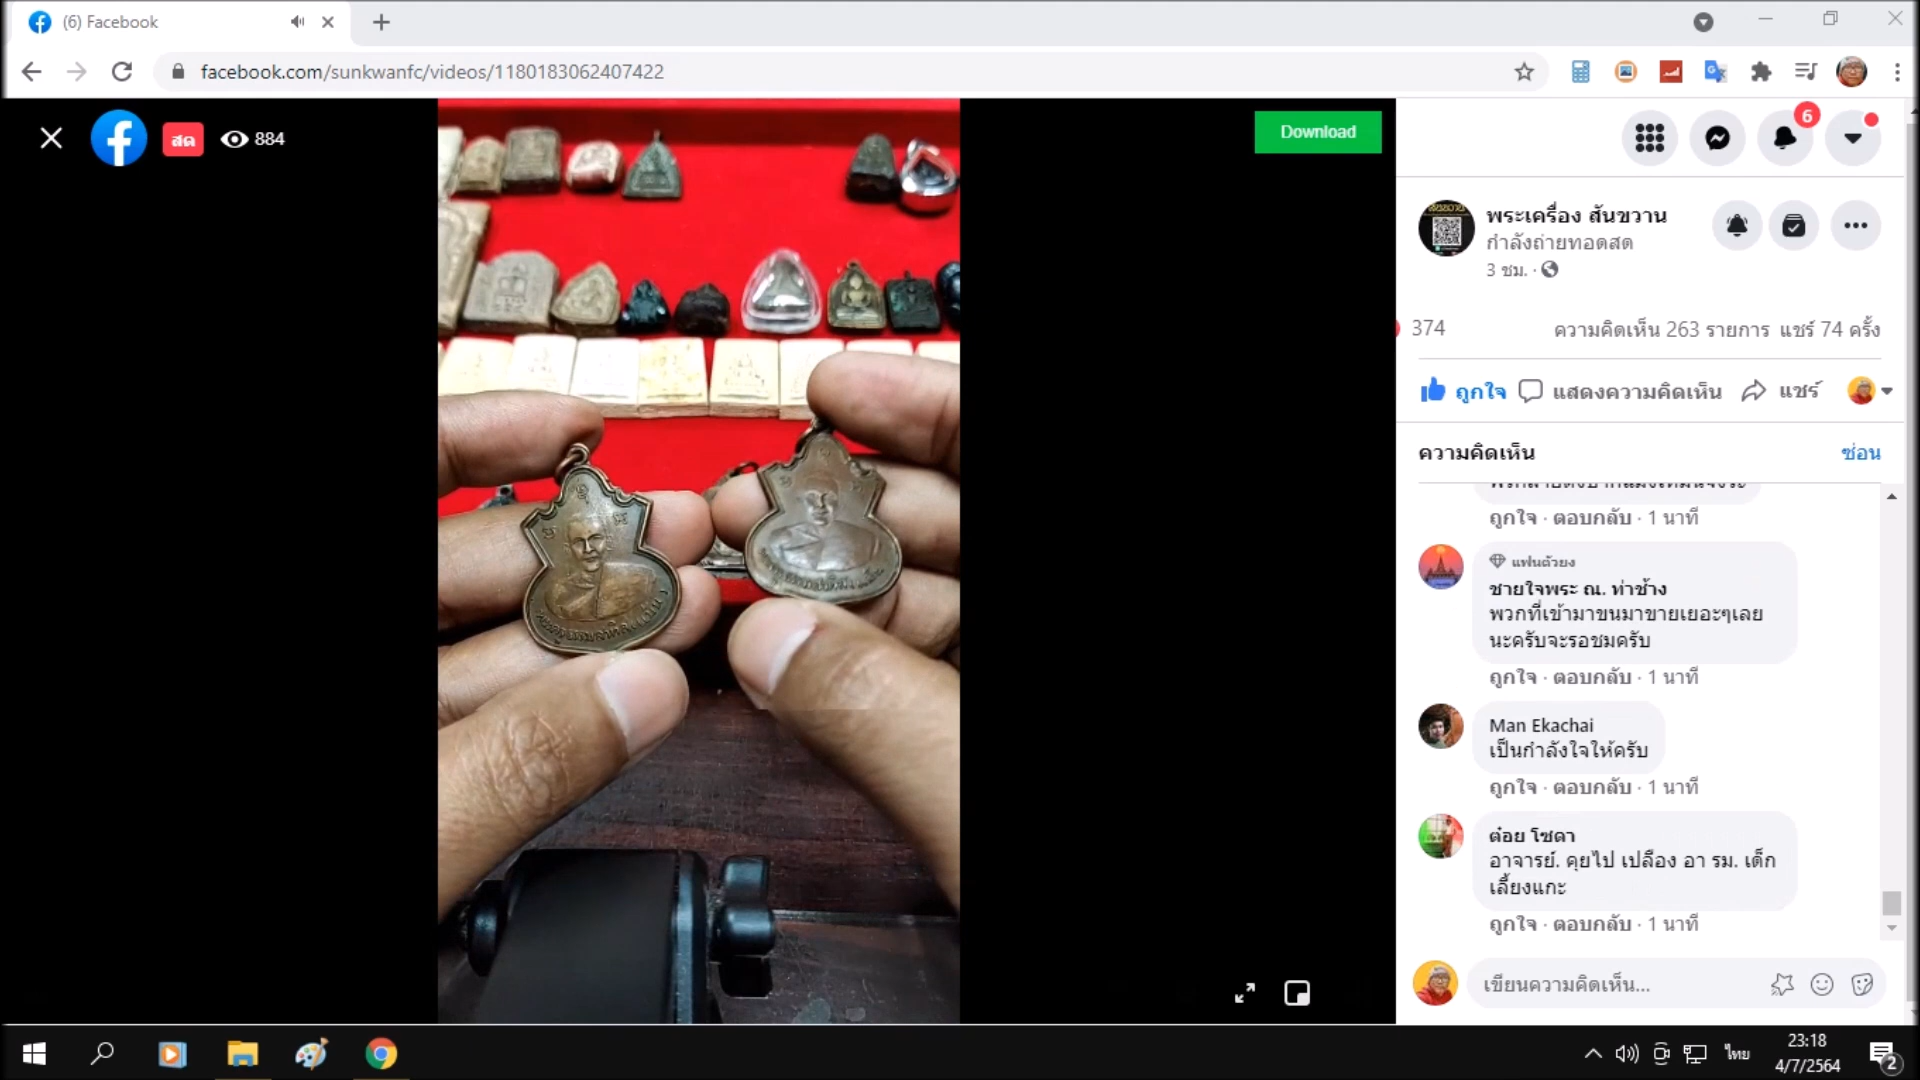 (6) Facebook
facebook.com/sunkwanfc/videos/1180183062407422
สด
884
Download
6
พระเครื่อง สันขวาน
กำลังถ่ายทอดสด
3 ชม. ·
374
ความคิดเห็น 263 รายการ แชร์ 74 ครั้ง
ถูกใจ
แสดงความคิดเห็น
แชร์
ความคิดเห็น
ซ่อน
ถูกใจ · ตอบกลับ · 1 นาที
แฟนตัวยง
ชายใจพระ ณ. ท่าช้าง
พวกที่เข้ามาขนมาขายเยอะๆเลย
นะครับจะรอชมครับ
ถูกใจ · ตอบกลับ · 1 นาที
Man Ekachai
เป็นกำลังใจให้ครับ
ถูกใจ · ตอบกลับ · 1 นาที
ต๋อย โซดา
อาจารย์. คุยไป เปลือง อา รม. เด็ก
เลี้ยงแกะ
ถูกใจ · ตอบกลับ · 1 นาที
เขียนความคิดเห็น...
ไทย
23:18
4/7/2564
2